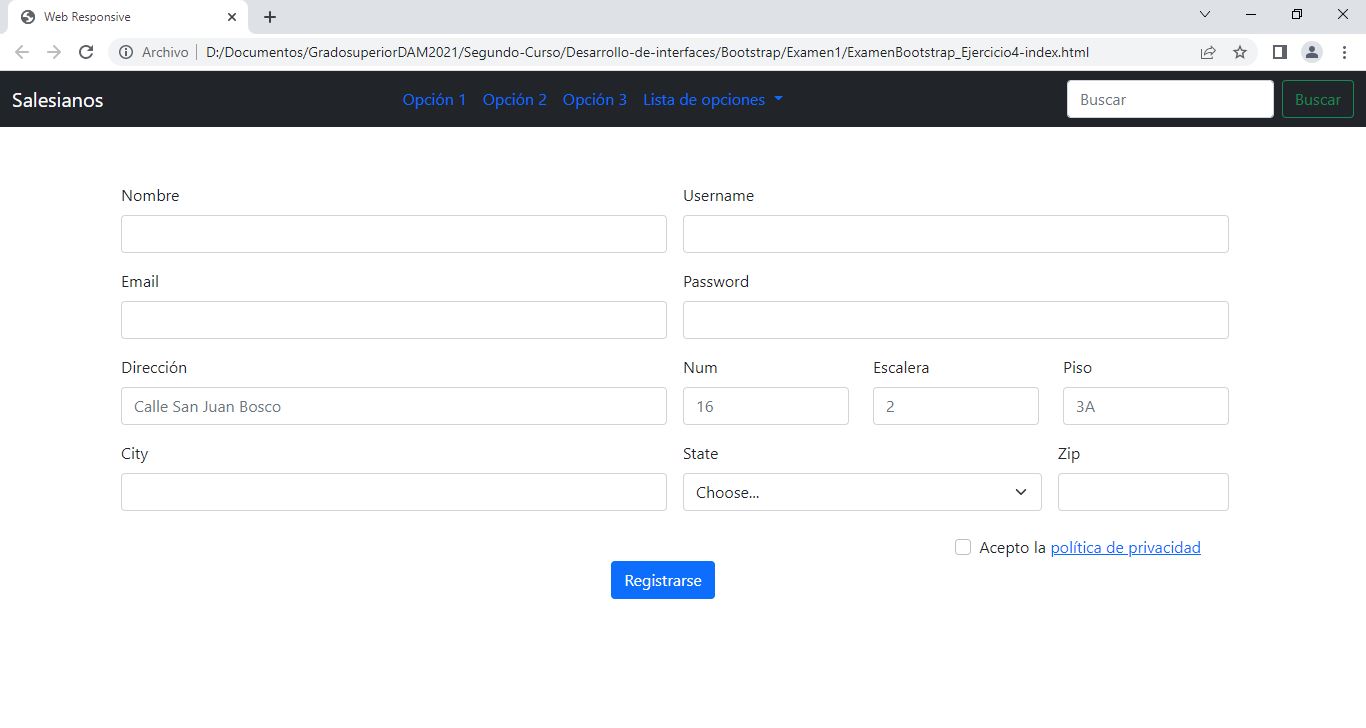 Web Responsive
Archivo D:/Documentos/GradosuperiorDAM2021/Segundo-Curso/Desarrollo-de-interfaces/Bootstrap/Examen1/ExamenBootstrap_Ejercicio4-index.html
Salesianos Opción 1 Opción 2 Opción 3 Lista de opciones Buscar Buscar
Nombre Username
Email Password
Dirección Num Escalera Piso
Calle San Juan Bosco 16 2 3A
City State Zip
Choose...
Acepto la política de privacidad
Registrarse